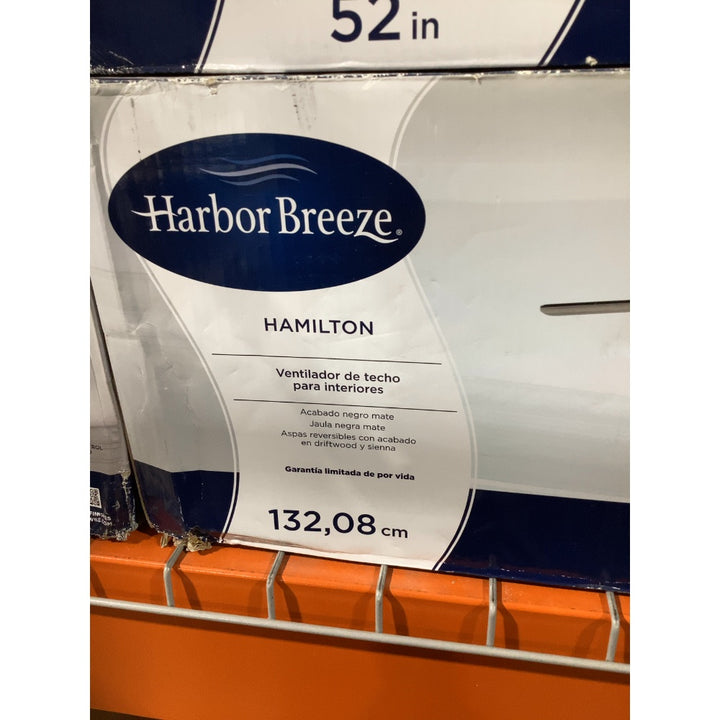 52 in
Harbor Breeze®
HAMILTON
Ventilador de techo
para interiores
Acabado negro mate
Jaula negra mate
Aspas reversibles con acabado
en driftwood y sienna
Garantía limitada de por vida
132,08 cm